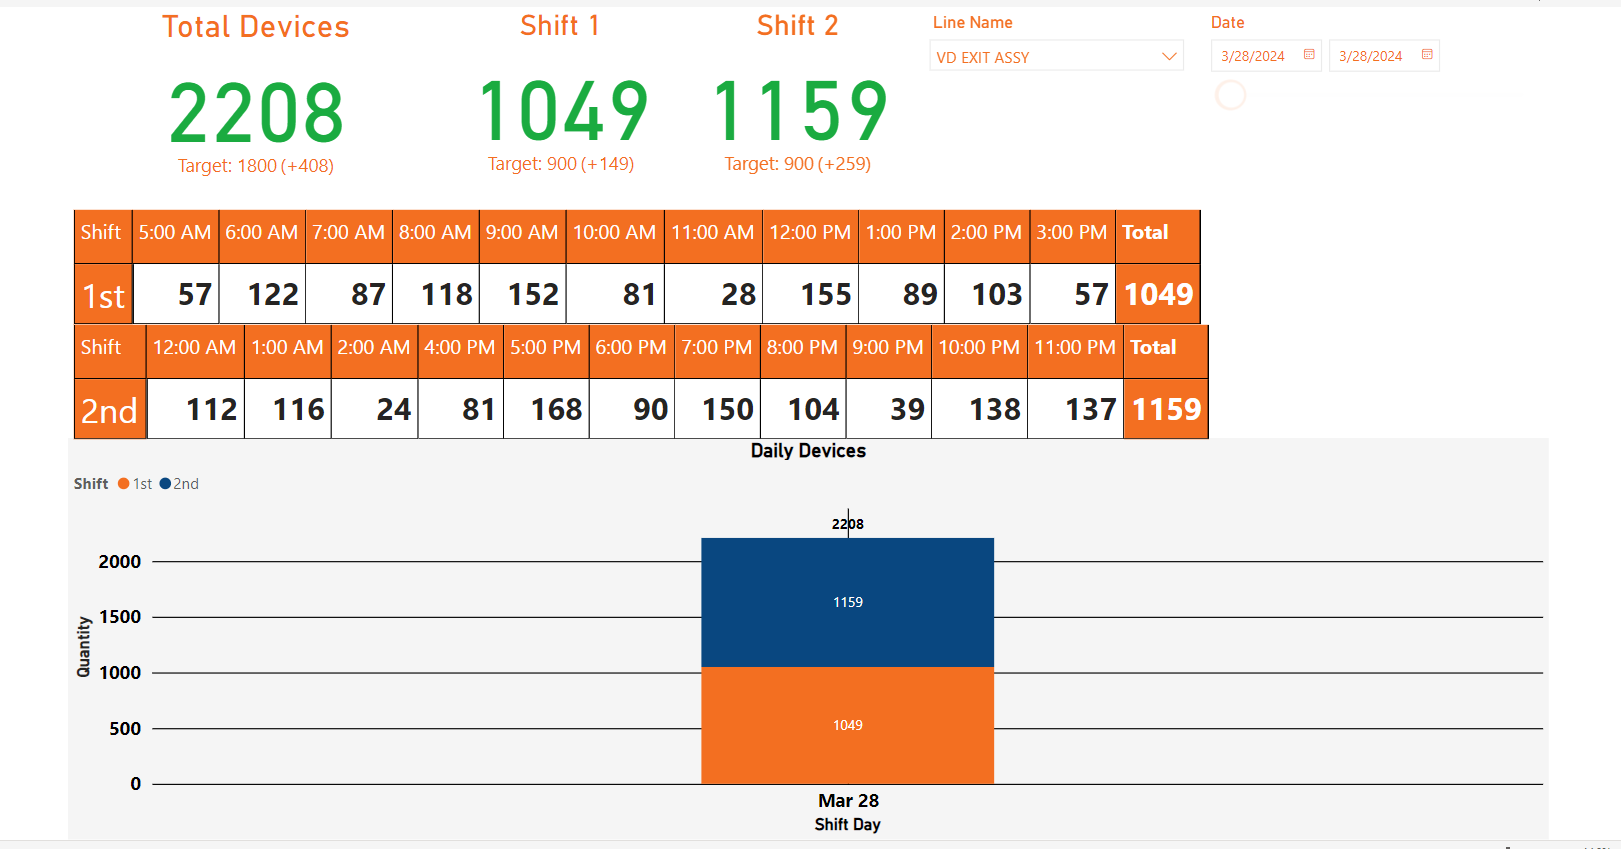 Total Devices Shift 1 Shift 2 Line Name Date
VD EXIT ASSY 3/28/2024 3/28/2024
2208 1049 1159
Target: 1800 (+408) Target: 900 (+149) Target: 900 (+259)
Shift 5:00 AM 6:00 AM 7:00 AM 8:00 AM 9:00 AM 10:00 AM 11:00 AM 12:00 PM 1:00 PM 2:00 PM 3:00 PM Total
1st 57 122 87 118 152 81 28 155 89 103 57 1049
Shift 12:00 AM 1:00 AM 2:00 AM 4:00 PM 5:00 PM 6:00 PM 7:00 PM 8:00 PM 9:00 PM 10:00 PM 11:00 PM Total
2nd 112 116 24 81 168 90 150 104 39 138 137 1159
Daily Devices
Shift 1st 2nd
2208
2000
1159
1500
Quantity
1000
1049
500
0
Mar 28
Shift Day